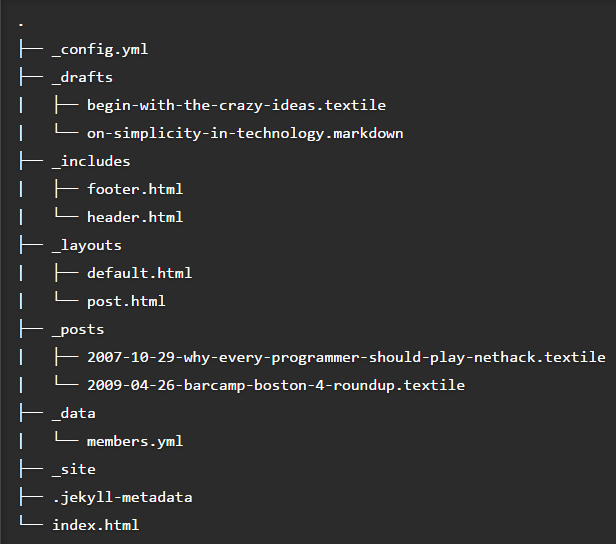 .
├── _config.yml
├── _drafts
|   ├── begin-with-the-crazy-ideas.textile
|   └── on-simplicity-in-technology.markdown
├── _includes
|   ├── footer.html
|   └── header.html
├── _layouts
|   ├── default.html
|   └── post.html
├── _posts
|   ├── 2007-10-29-why-every-programmer-should-play-nethack.textile
|   └── 2009-04-26-barcamp-boston-4-roundup.textile
├── _data
|   └── members.yml
├── _site
├── .jekyll-metadata
└── index.html